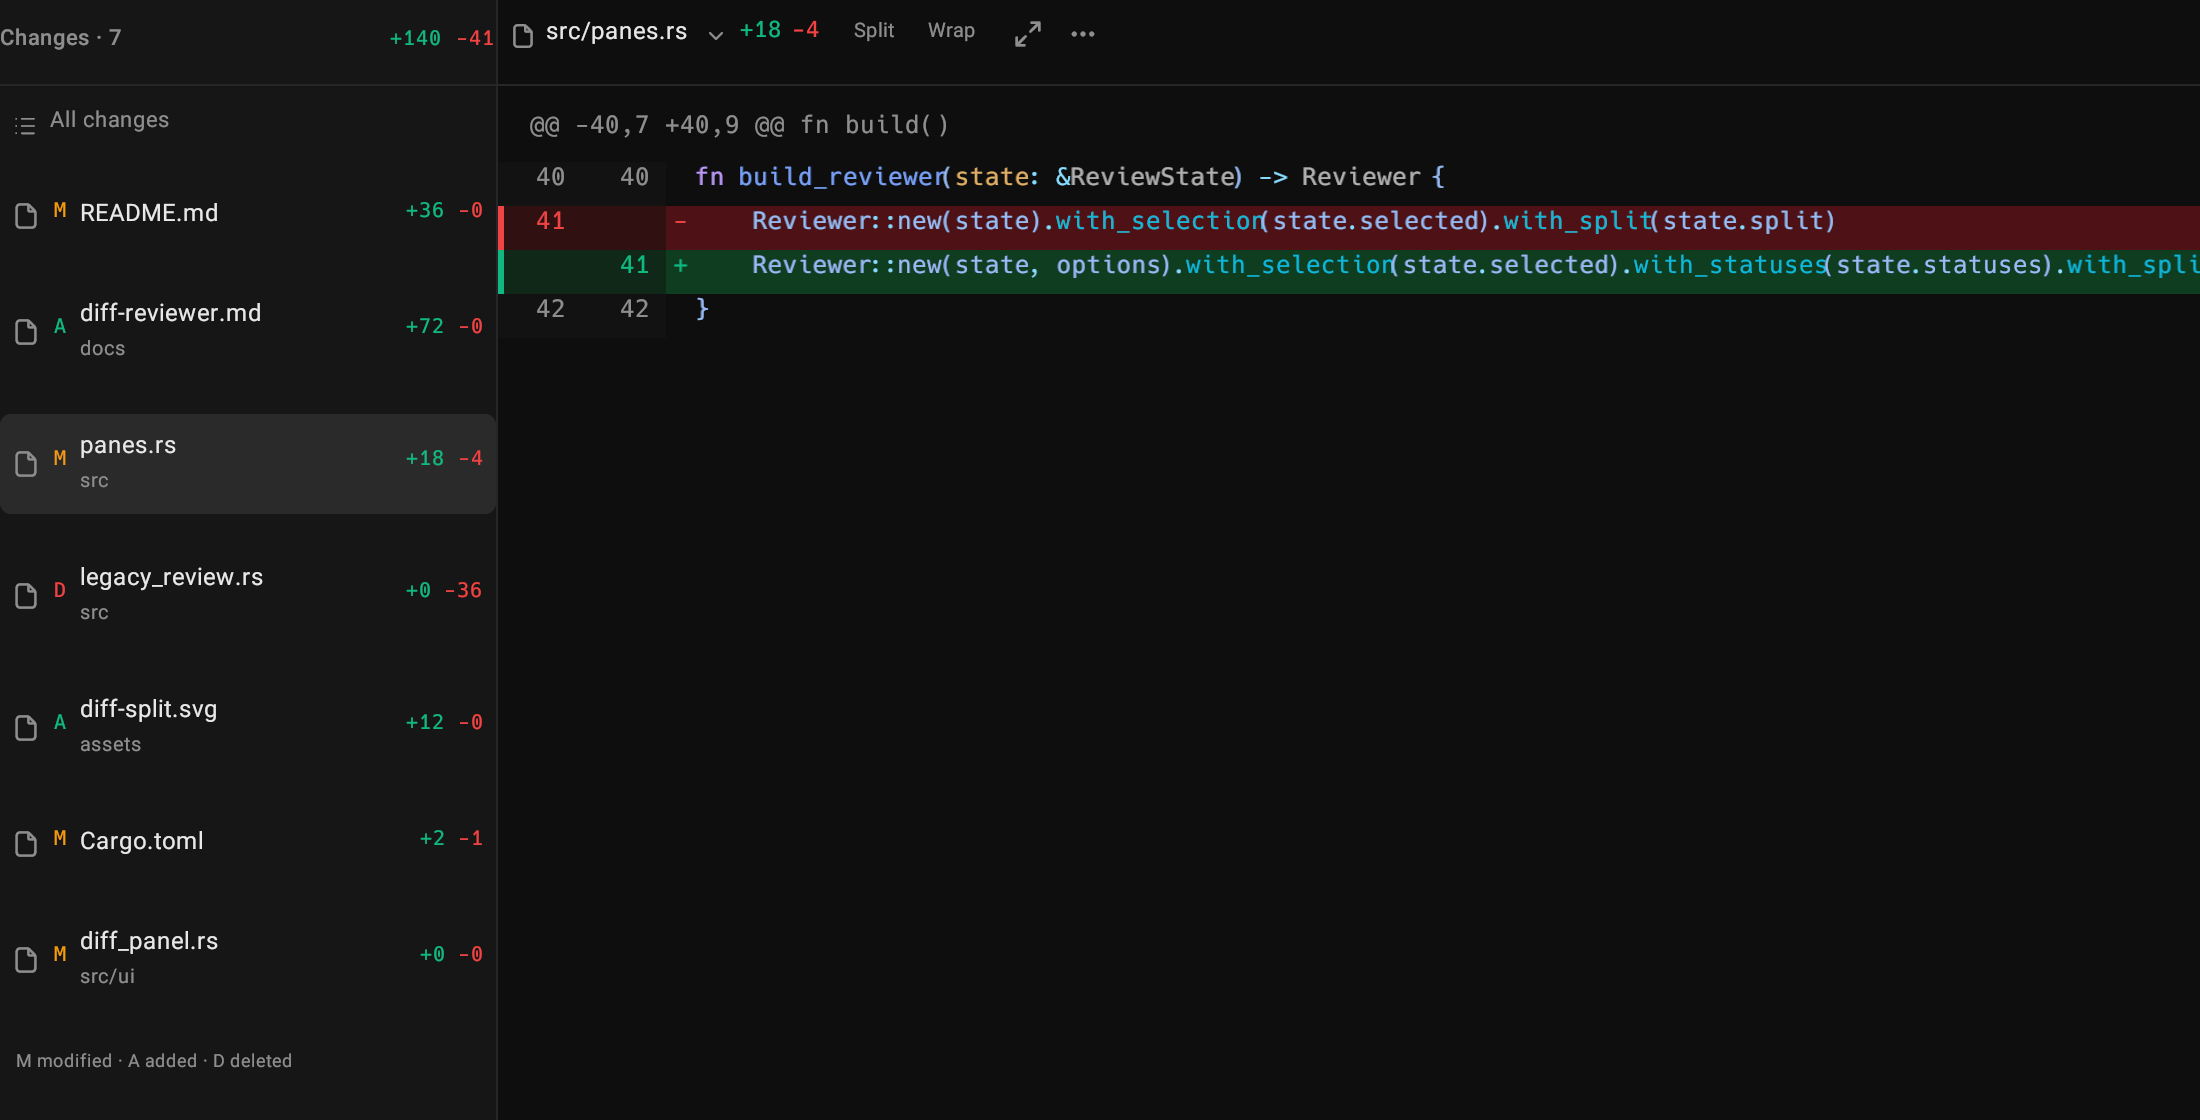 Changes · 7 +140 -41
All changes
M README.md +36 -0
A diff-reviewer.md +72 -0
docs
M panes.rs +18 -4
src
D legacy_review.rs +0 -36
src
A diff-split.svg +12 -0
assets
M Cargo.toml +2 -1
M diff_panel.rs +0 -0
src/ui
M modified · A added · D deleted
src/panes.rs +18 -4 Split Wrap
@@ -40,7 +40,9 @@ fn build()
40 40 fn build_reviewer(state: &ReviewState) -> Reviewer {
41 - Reviewer::new(state).with_selection(state.selected).with_split(state.split)
41 + Reviewer::new(state, options).with_selection(state.selected).with_statuses(state.statuses).with_spli
42 42 }